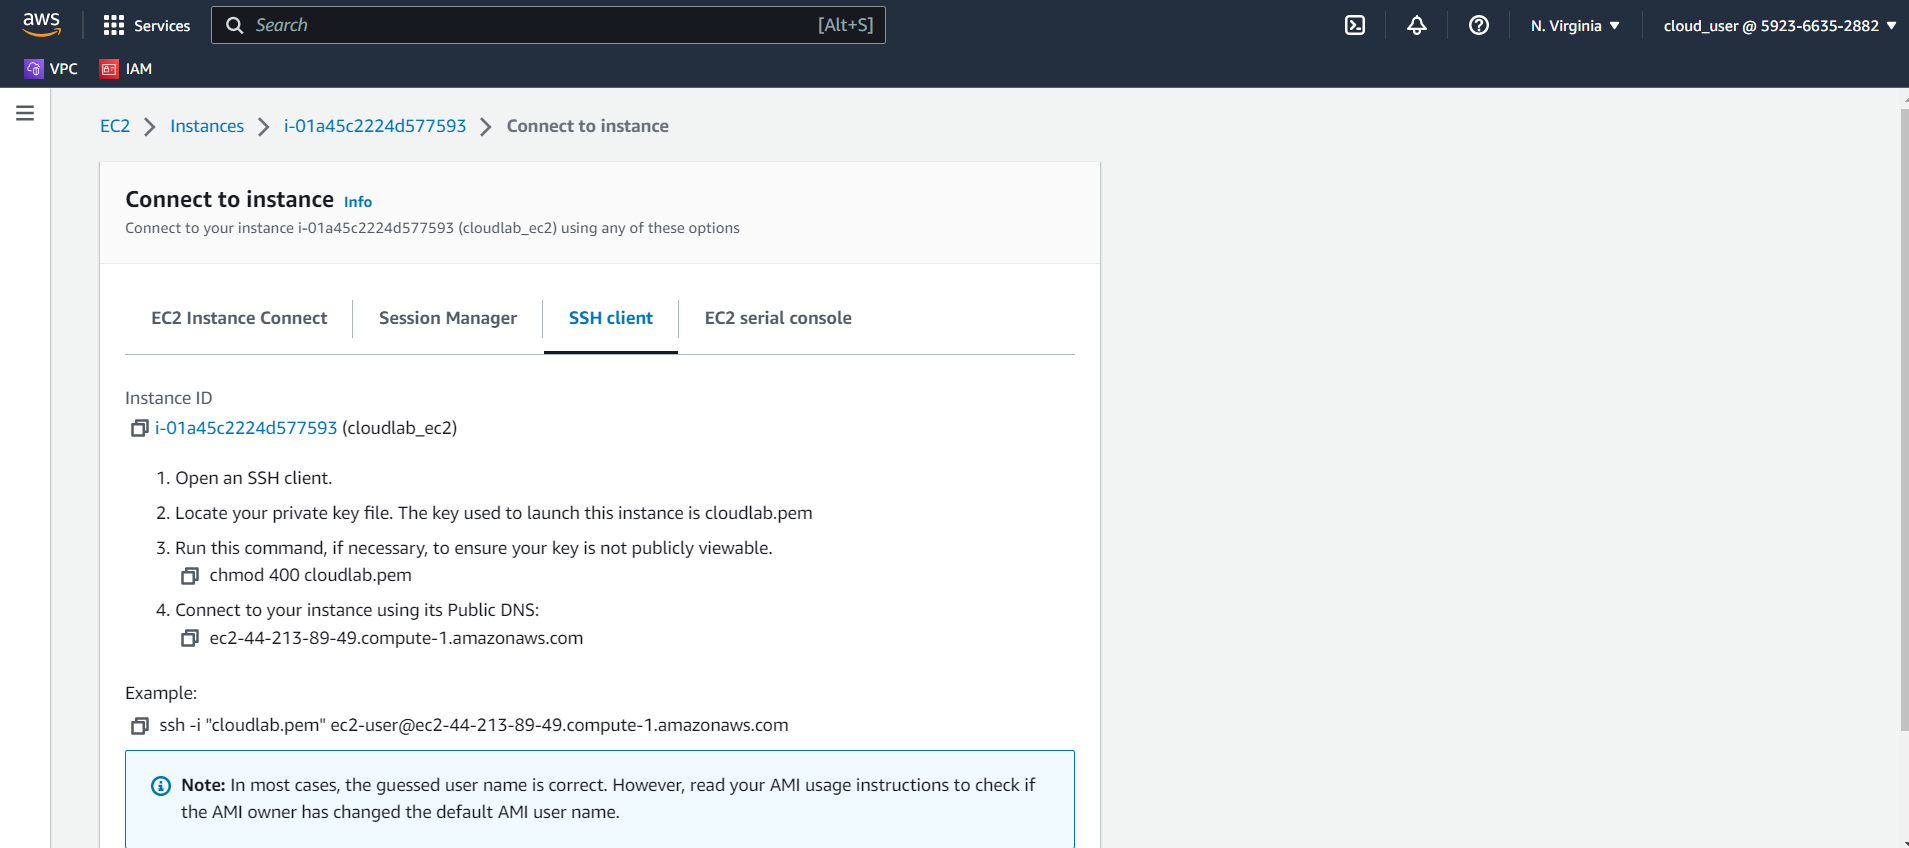 aws
Services
Search [Alt+S]
N. Virginia
cloud_user @ 5923-6635-2882
VPC
IAM
EC2 Instances i-01a45c2224d577593 Connect to instance
Connect to instance Info
Connect to your instance i-01a45c2224d577593 (cloudlab_ec2) using any of these options
EC2 Instance Connect Session Manager SSH client EC2 serial console
Instance ID
i-01a45c2224d577593 (cloudlab_ec2)
1. Open an SSH client.
2. Locate your private key file. The key used to launch this instance is cloudlab.pem
3. Run this command, if necessary, to ensure your key is not publicly viewable.
chmod 400 cloudlab.pem
4. Connect to your instance using its Public DNS:
ec2-44-213-89-49.compute-1.amazonaws.com
Example:
ssh -i "cloudlab.pem" ec2-user@ec2-44-213-89-49.compute-1.amazonaws.com
Note: In most cases, the guessed user name is correct. However, read your AMI usage instructions to check if
the AMI owner has changed the default AMI user name.